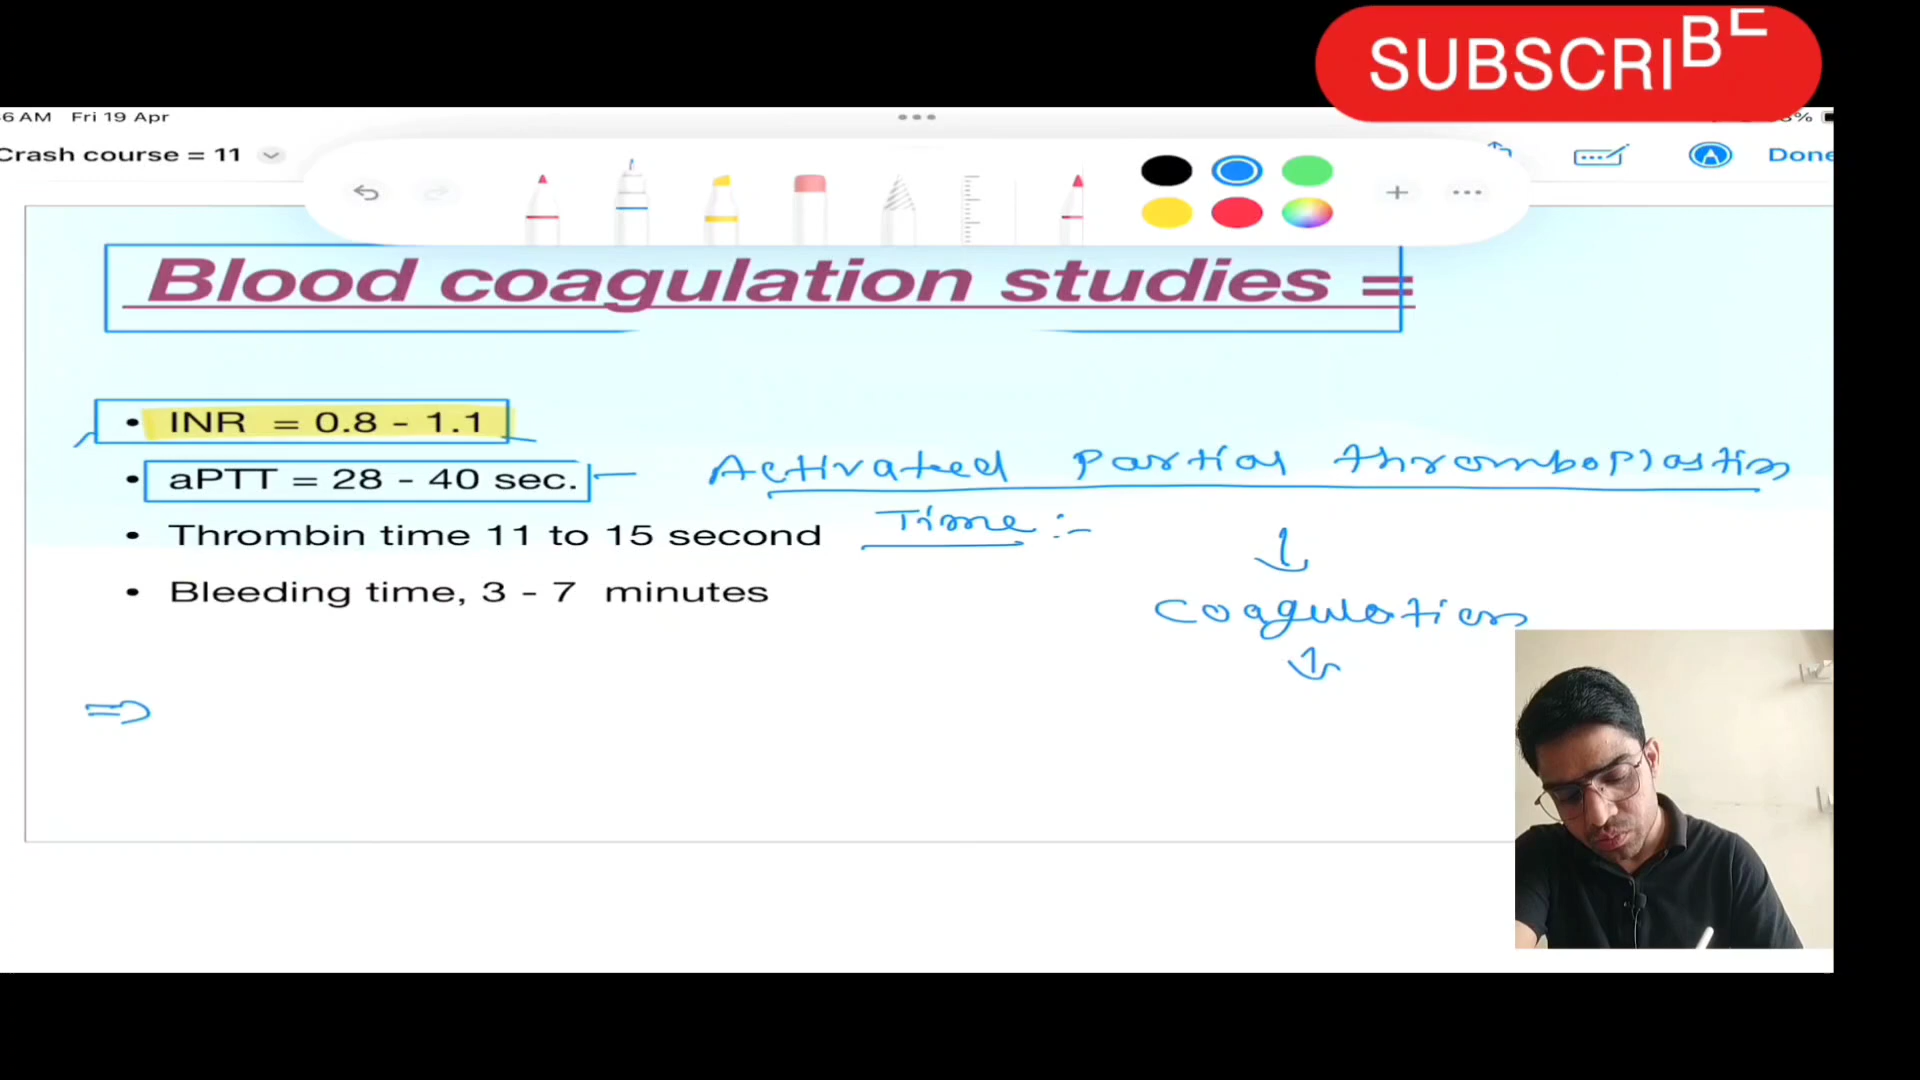 SUBSCRIBE
6 AM Fri 19 Apr
%
Crash course = 11
Done
Blood coagulation studies =
• INR = 0.8 - 1.1
• aPTT = 28 - 40 sec.
Activated Partial thromboplastin
Time :-
• Thrombin time 11 to 15 second
• Bleeding time, 3 - 7 minutes
↓
Coagulation
↓
⇒